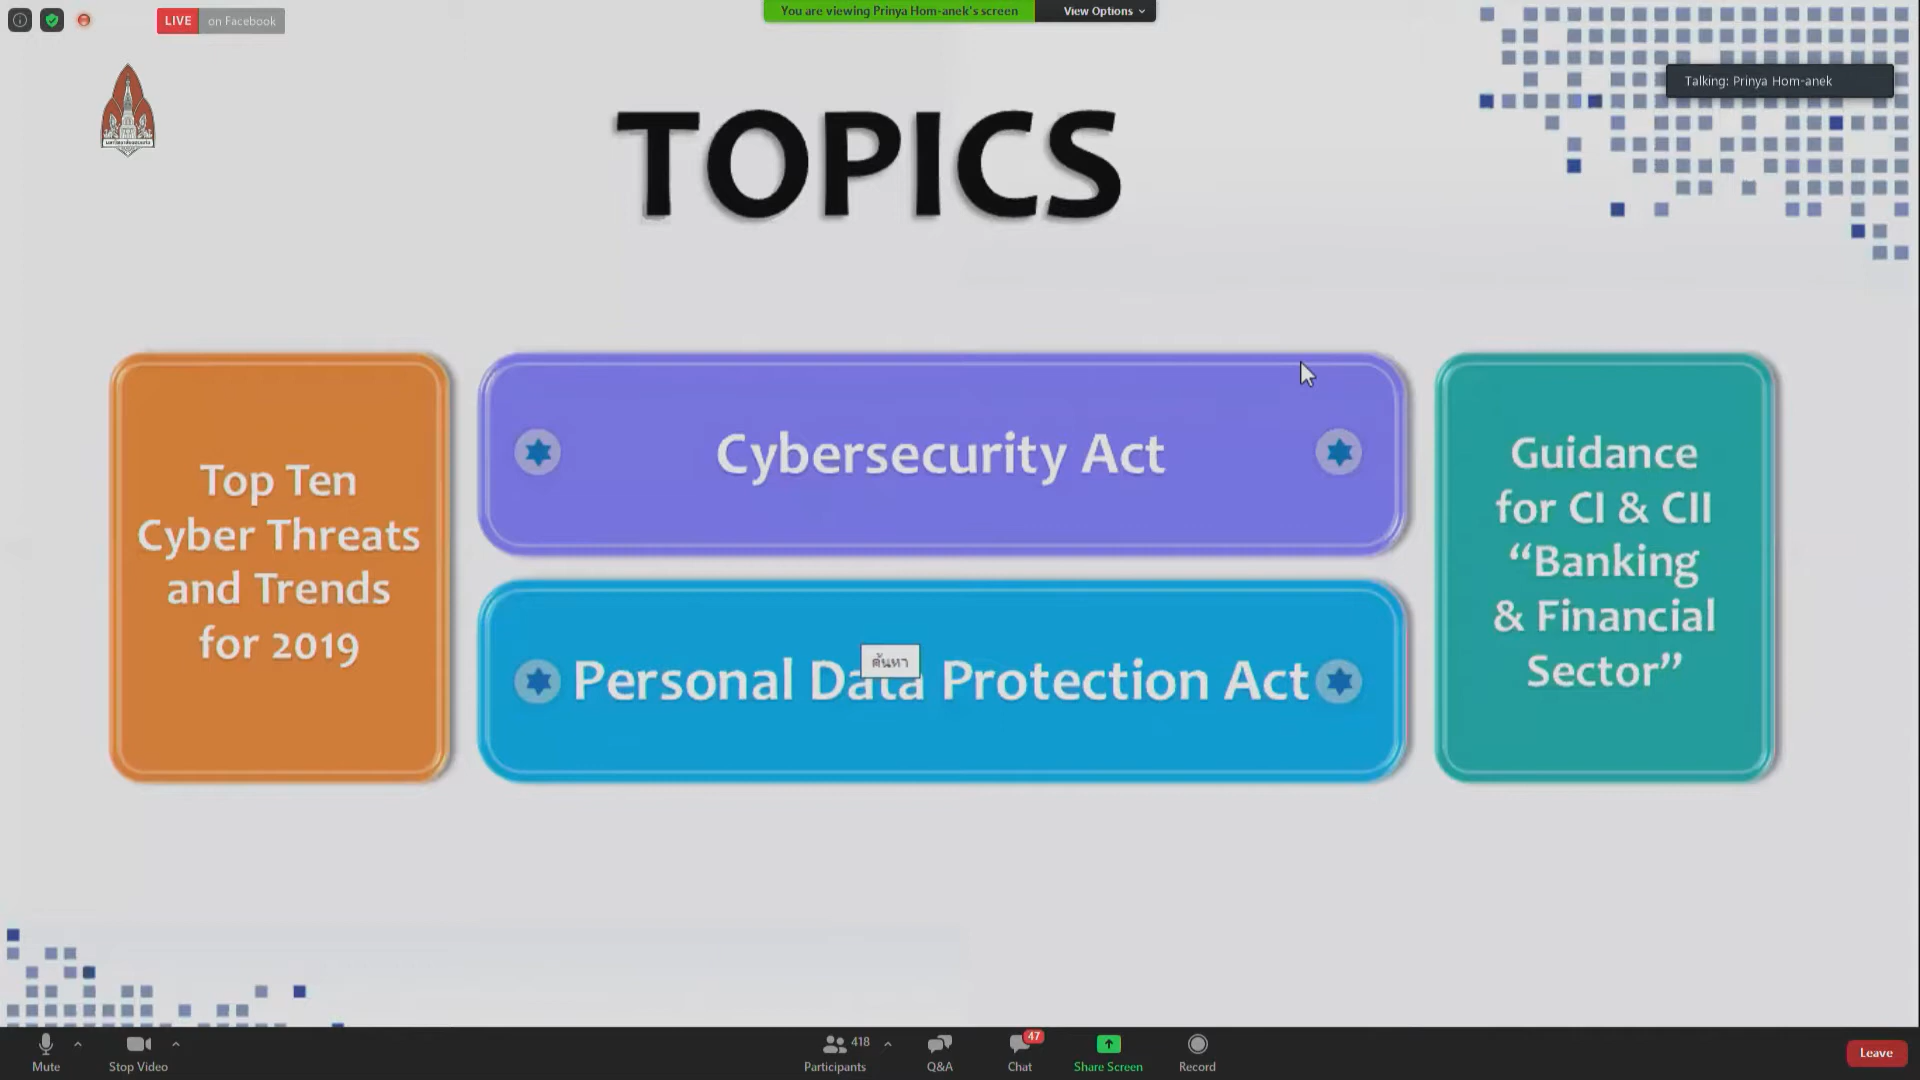 LIVE on Facebook
You are viewing Prinya Hom-anek's screen
View Options
Talking: Prinya Hom-anek
TOPICS
Top Ten
Cyber Threats
and Trends
for 2019
Cybersecurity Act
Personal Data Protection Act
ค้นหา
Guidance
for CI & CII
“Banking
& Financial
Sector”
Mute
Stop Video
418
Participants
Q&A
47
Chat
Share Screen
Record
Leave